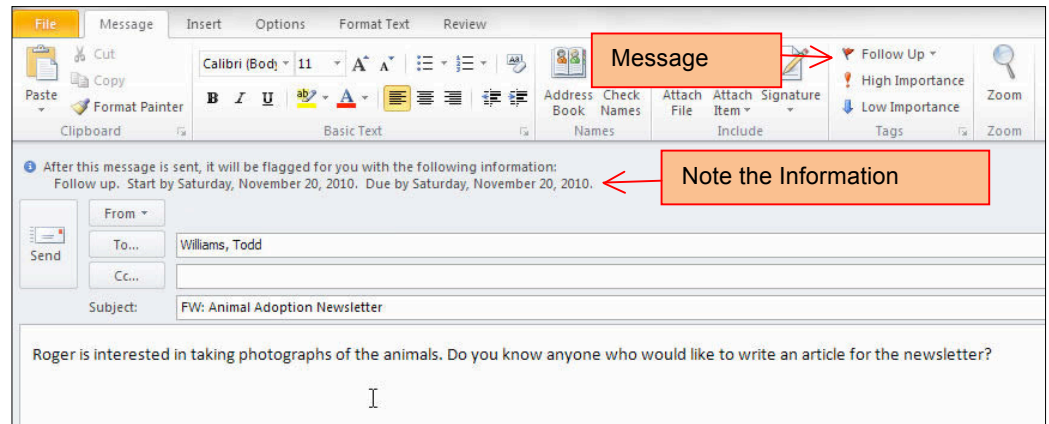 File Message Insert Options Format Text Review
Cut
Copy
Format Painter
Paste
Clipboard
Calibri (Body 11
B I U
Basic Text
Address Book
Check Names
Names
Attach File
Attach Item
Signature
Include
Message
Follow Up
High Importance
Low Importance
Tags
Zoom
Zoom
After this message is sent, it will be flagged for you with the following information:
Follow up. Start by Saturday, November 20, 2010. Due by Saturday, November 20, 2010.
Note the Information
Send
From
To... Williams, Todd
Cc...
Subject: FW: Animal Adoption Newsletter
Roger is interested in taking photographs of the animals. Do you know anyone who would like to write an article for the newsletter?